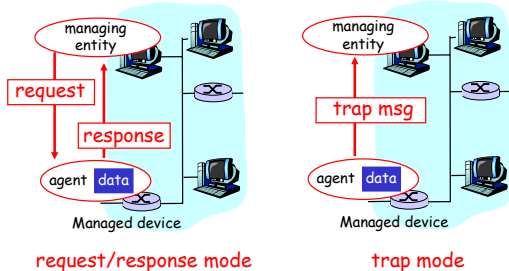 managing
entity
request
response
agent data
Managed device
request/response mode
managing
entity
trap msg
agent data
Managed device
trap mode